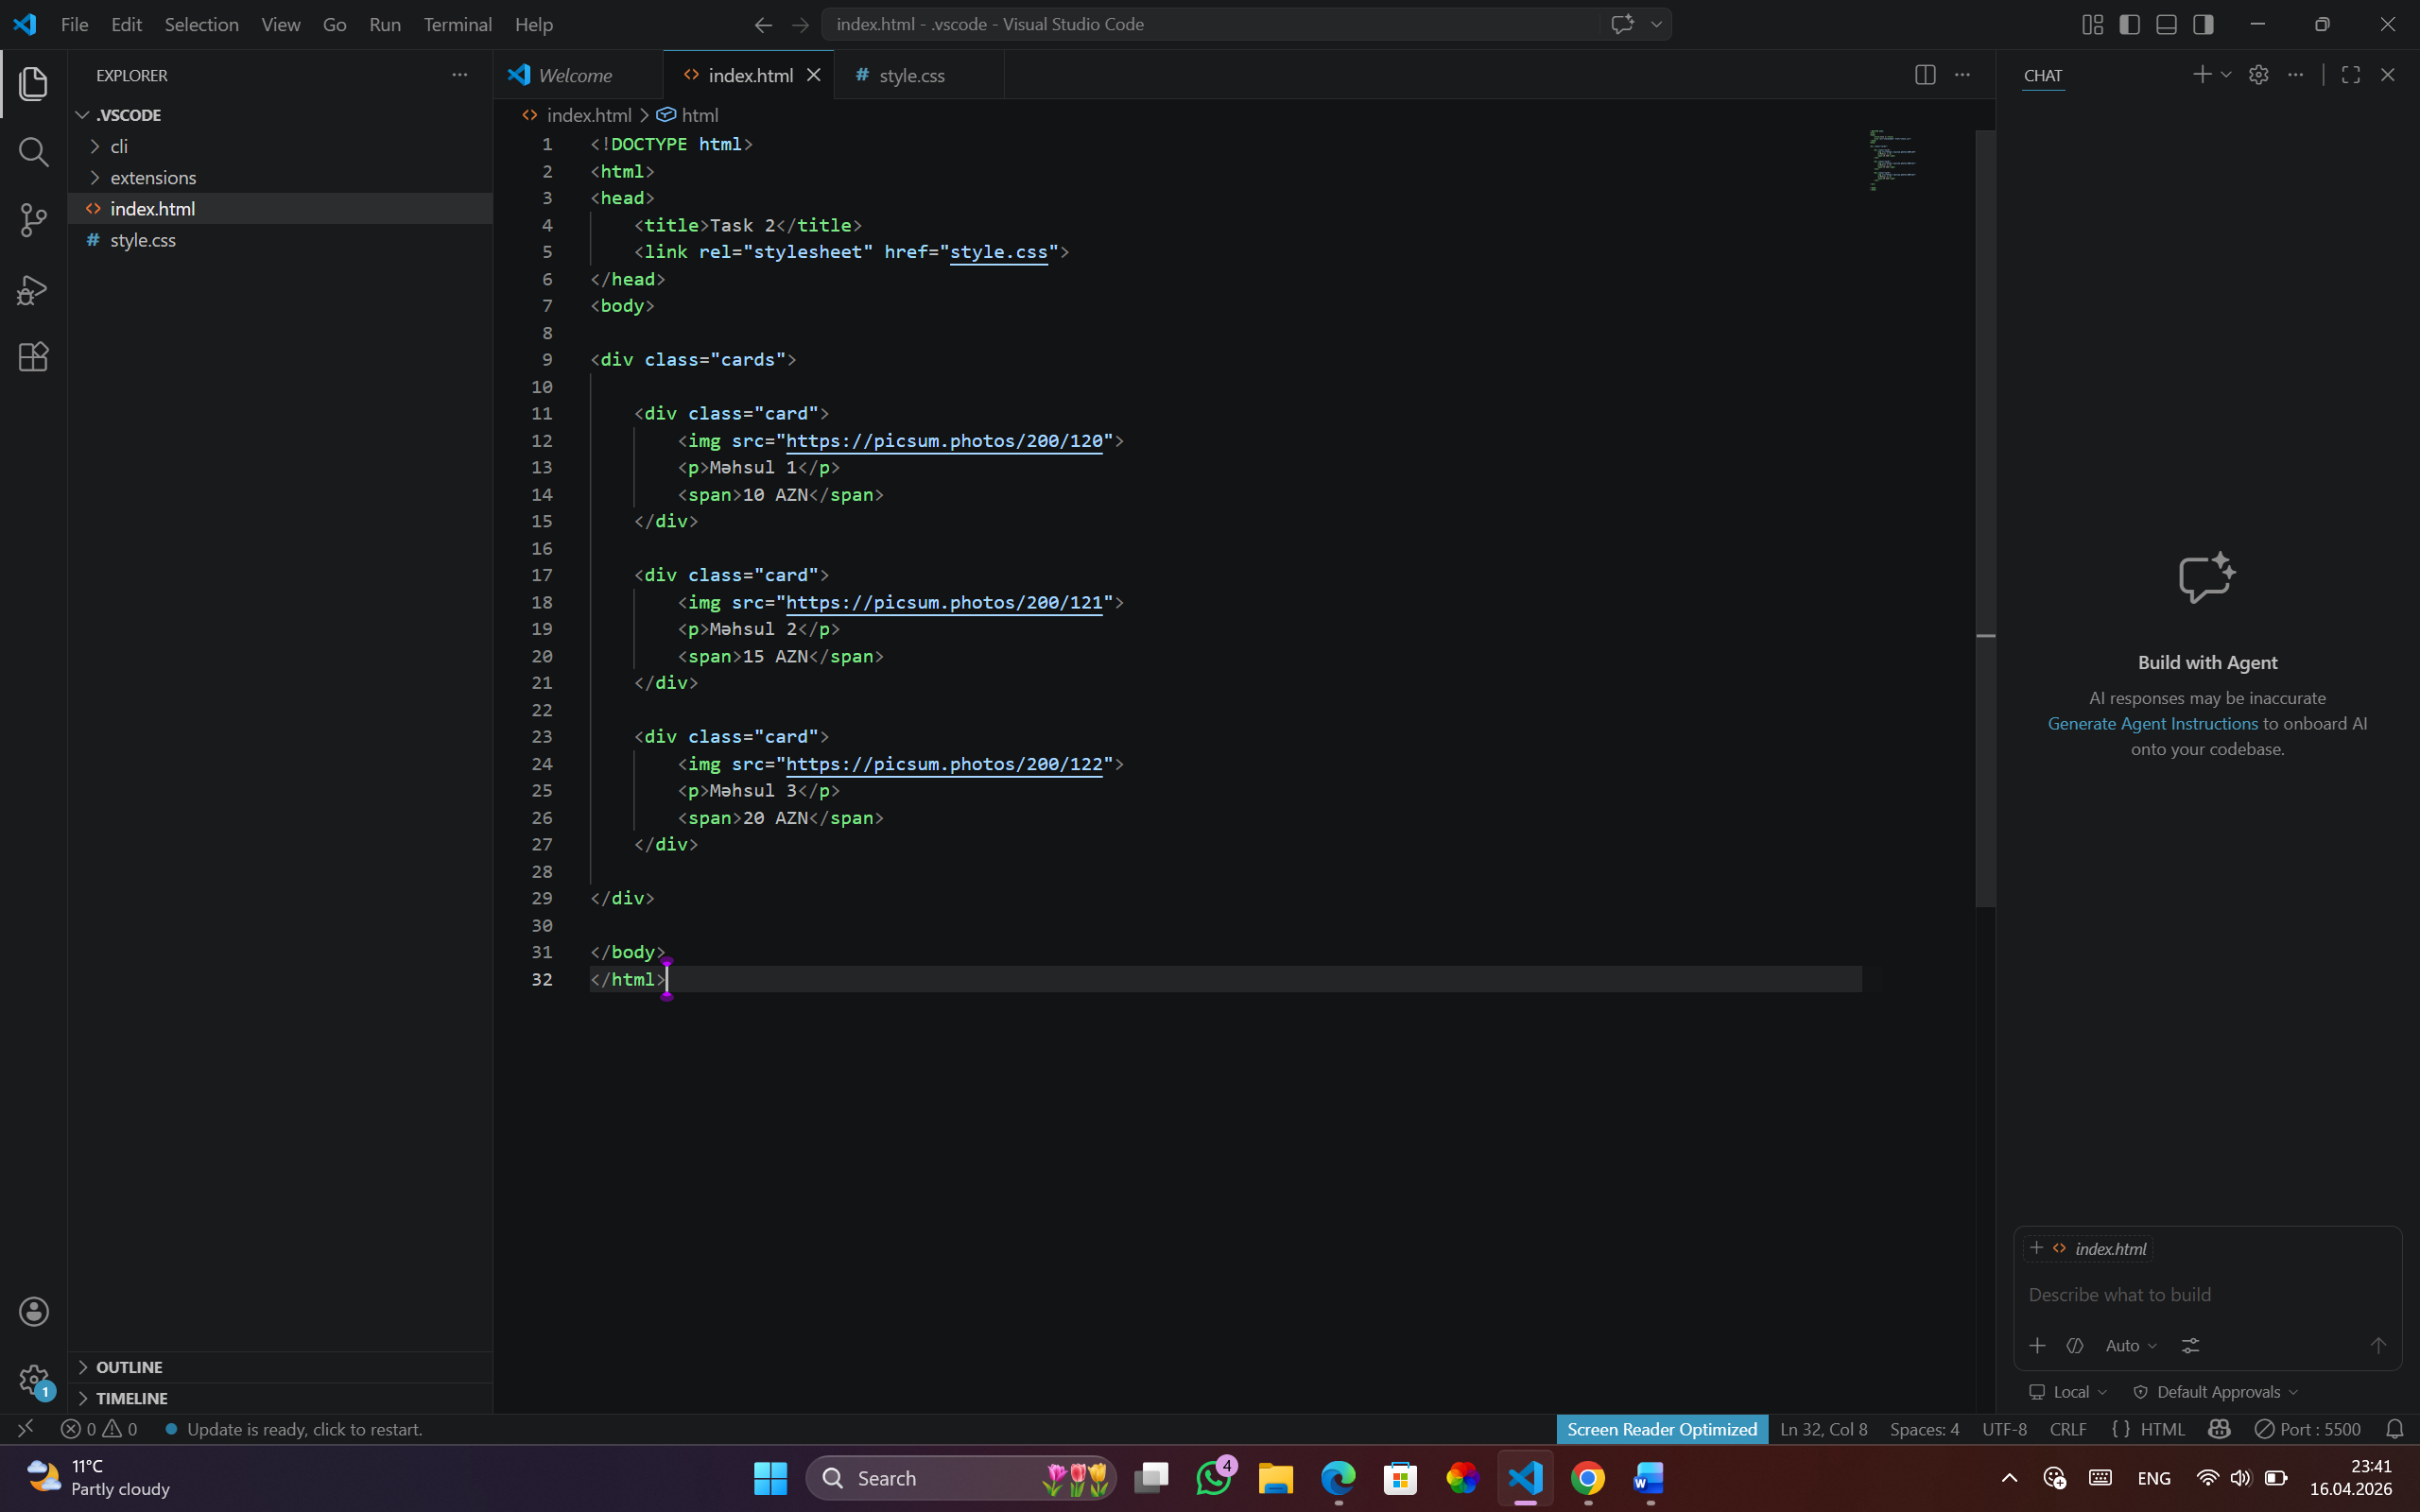 File Edit Selection View Go Run Terminal Help
index.html - .vscode - Visual Studio Code
EXPLORER
.VSCODE
cli
extensions
index.html
style.css
OUTLINE
TIMELINE
Welcome
index.html
style.css
index.html > html
1 <!DOCTYPE html>
2 <html>
3 <head>
4     <title>Task 2</title>
5     <link rel="stylesheet" href="style.css">
6 </head>
7 <body>
8
9 <div class="cards">
10
11     <div class="card">
12         <img src="https://picsum.photos/200/120">
13         <p>Məhsul 1</p>
14         <span>10 AZN</span>
15     </div>
16
17     <div class="card">
18         <img src="https://picsum.photos/200/121">
19         <p>Məhsul 2</p>
20         <span>15 AZN</span>
21     </div>
22
23     <div class="card">
24         <img src="https://picsum.photos/200/122">
25         <p>Məhsul 3</p>
26         <span>20 AZN</span>
27     </div>
28
29 </div>
30
31 </body>
32 </html>
CHAT
Build with Agent
AI responses may be inaccurate
Generate Agent Instructions to onboard AI
onto your codebase.
index.html
Describe what to build
Auto
Local Default Approvals
1
0 0 Update is ready, click to restart.
Screen Reader Optimized Ln 32, Col 8 Spaces: 4 UTF-8 CRLF { } HTML Port : 5500
11°C
Partly cloudy
Search
4
ENG
23:41
16.04.2026